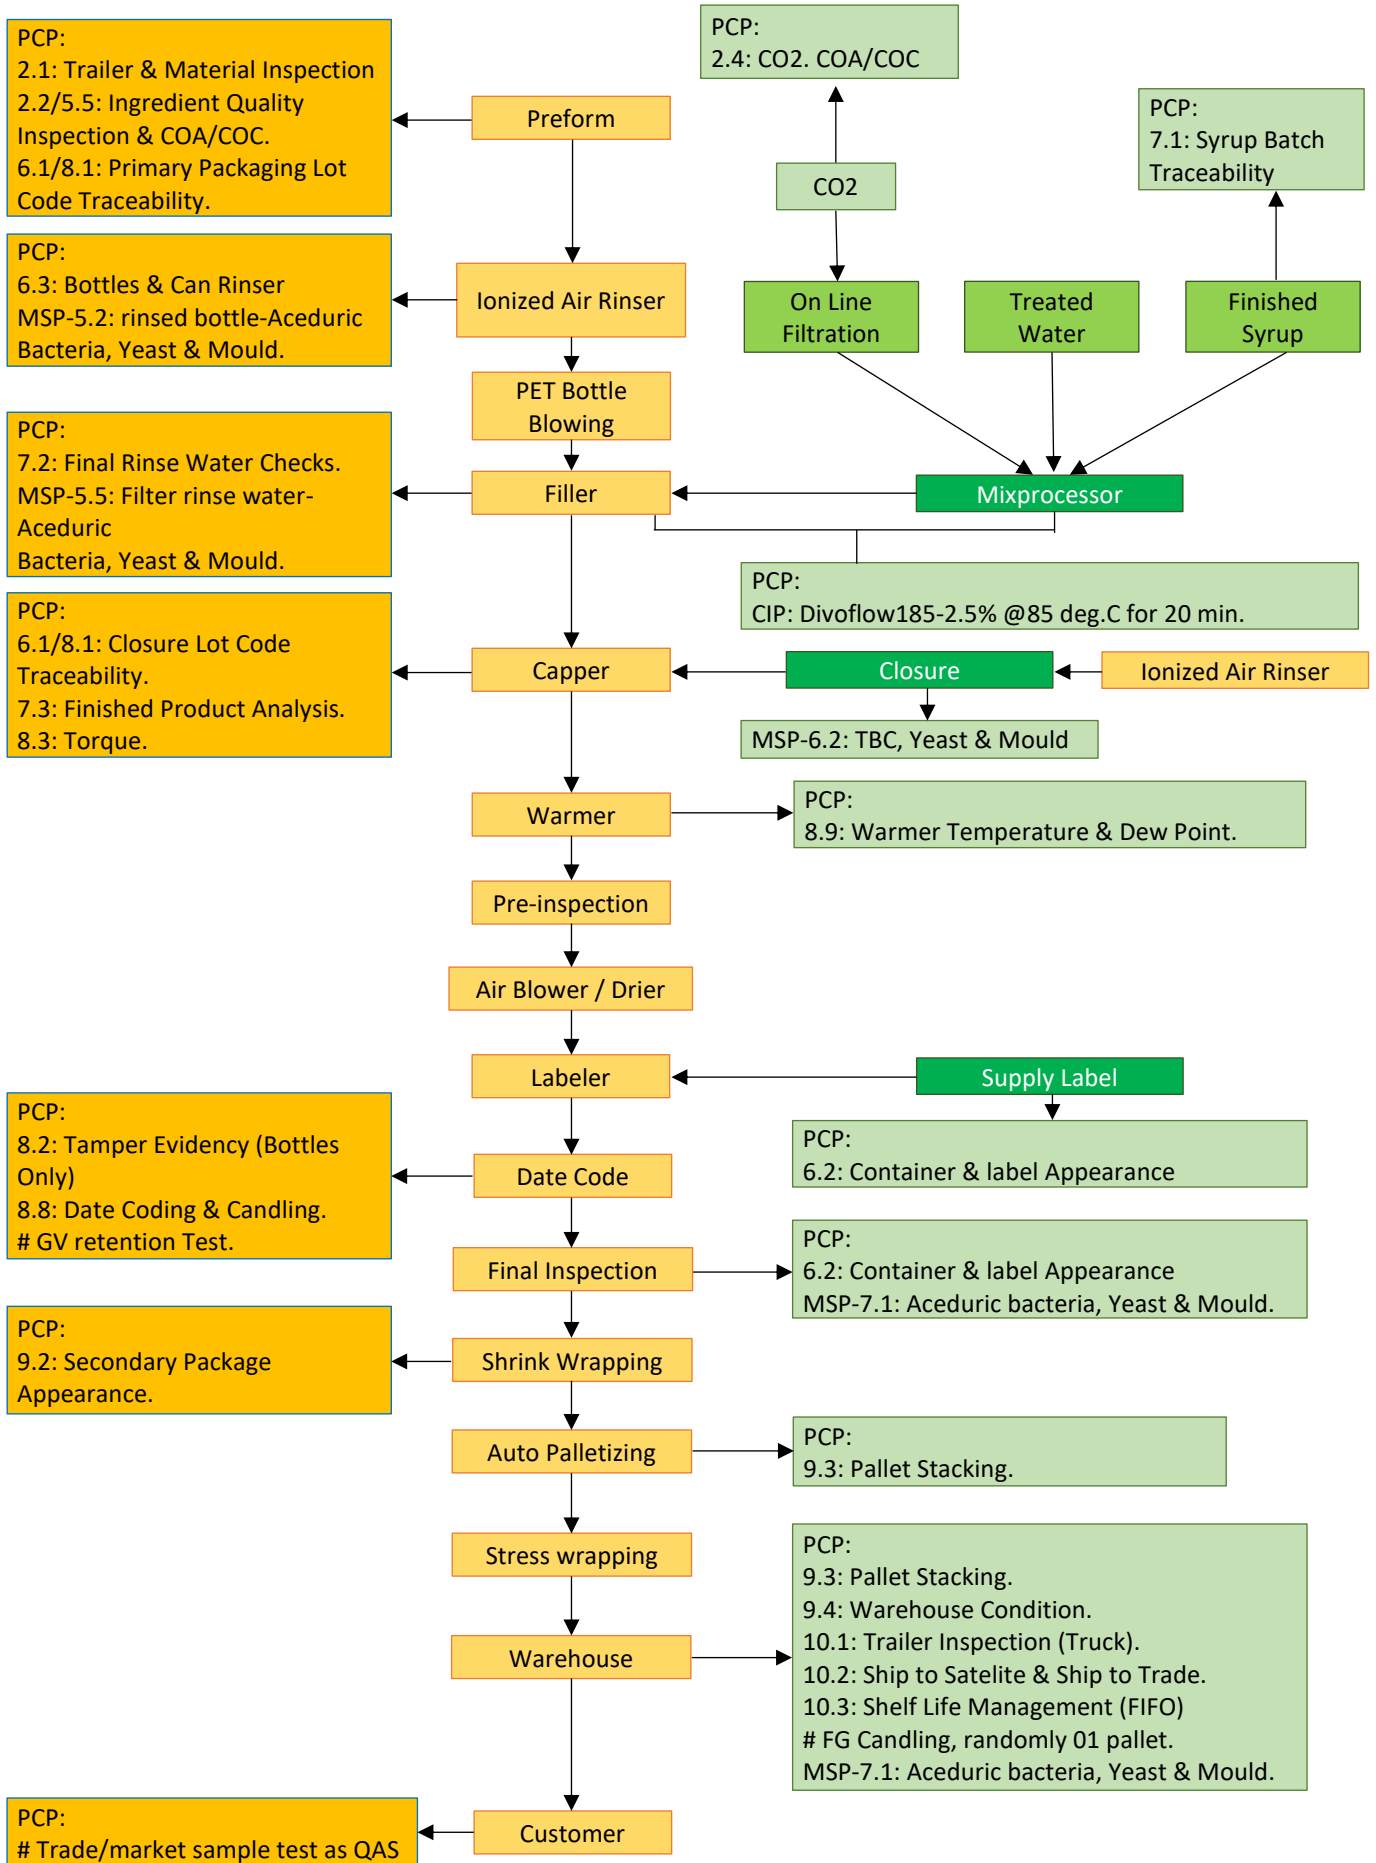 PCP:
2.1: Trailer & Material Inspection
2.2/5.5: Ingredient Quality
Inspection & COA/COC.
6.1/8.1: Primary Packaging Lot
Code Traceability.
Preform
PCP:
2.4: CO2. COA/COC
CO2
PCP:
7.1: Syrup Batch
Traceability
PCP:
6.3: Bottles & Can Rinser
MSP-5.2: rinsed bottle-Aceduric
Bacteria, Yeast & Mould.
Ionized Air Rinser
On Line
Filtration
Treated
Water
Finished
Syrup
PET Bottle
Blowing
PCP:
7.2: Final Rinse Water Checks.
MSP-5.5: Filter rinse water-
Aceduric
Bacteria, Yeast & Mould.
Filler
Mixprocessor
PCP:
CIP: Divoflow185-2.5% @85 deg.C for 20 min.
PCP:
6.1/8.1: Closure Lot Code
Traceability.
7.3: Finished Product Analysis.
8.3: Torque.
Capper
Closure
Ionized Air Rinser
MSP-6.2: TBC, Yeast & Mould
Warmer
PCP:
8.9: Warmer Temperature & Dew Point.
Pre-inspection
Air Blower / Drier
Labeler
Supply Label
PCP:
8.2: Tamper Evidency (Bottles
Only)
8.8: Date Coding & Candling.
# GV retention Test.
Date Code
PCP:
6.2: Container & label Appearance
Final Inspection
PCP:
6.2: Container & label Appearance
MSP-7.1: Aceduric bacteria, Yeast & Mould.
PCP:
9.2: Secondary Package
Appearance.
Shrink Wrapping
Auto Palletizing
PCP:
9.3: Pallet Stacking.
Stress wrapping
Warehouse
PCP:
9.3: Pallet Stacking.
9.4: Warehouse Condition.
10.1: Trailer Inspection (Truck).
10.2: Ship to Satelite & Ship to Trade.
10.3: Shelf Life Management (FIFO)
# FG Candling, randomly 01 pallet.
MSP-7.1: Aceduric bacteria, Yeast & Mould.
PCP:
# Trade/market sample test as QAS
Customer